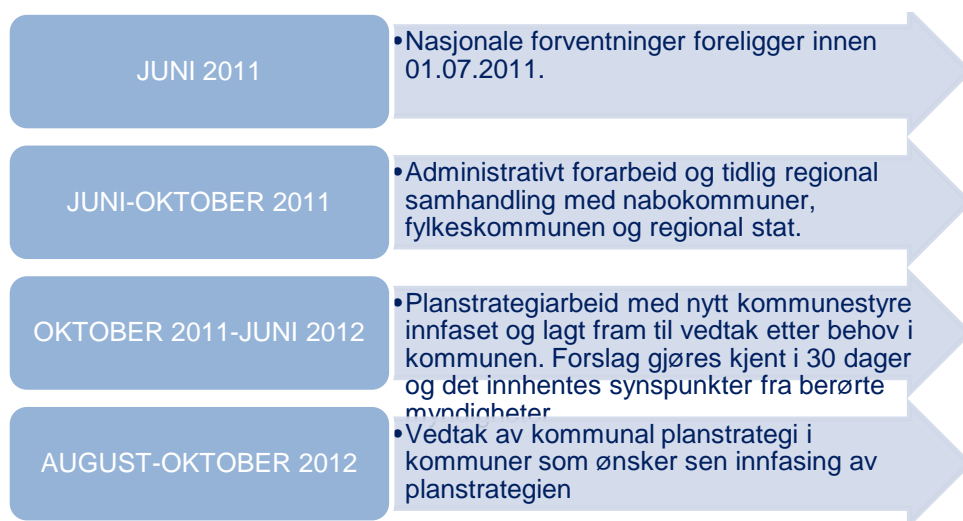 JUNI 2011
•Nasjonale forventninger foreligger innen
01.07.2011.
JUNI-OKTOBER 2011
•Administrativt forarbeid og tidlig regional
samhandling med nabokommuner,
fylkeskommunen og regional stat.
OKTOBER 2011-JUNI 2012
•Planstrategiarbeid med nytt kommunestyre
innfaset og lagt fram til vedtak etter behov i
kommunen. Forslag gjøres kjent i 30 dager
og det innhentes synspunkter fra berørte
myndigheter
AUGUST-OKTOBER 2012
•Vedtak av kommunal planstrategi i
kommuner som ønsker sen innfasing av
planstrategien